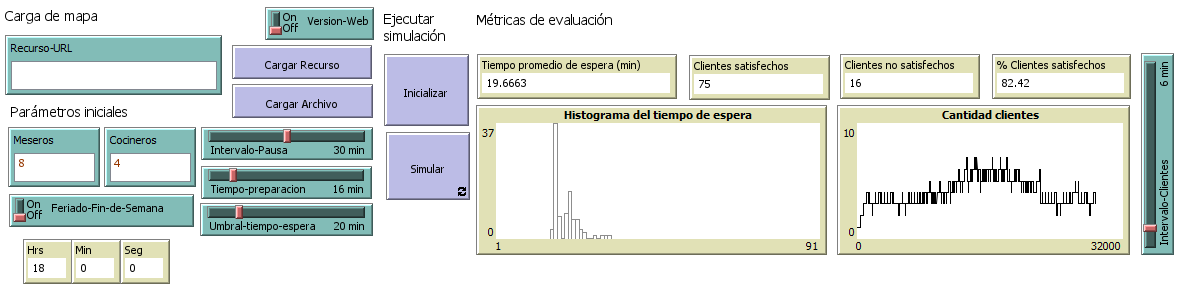 Carga de mapa
On
Off
Version-Web
Recurso-URL
Cargar Recurso
Cargar Archivo
Parámetros iniciales
Meseros
8
Cocineros
4
Intervalo-Pausa
30 min
Tiempo-preparacion
16 min
Umbral-tiempo-espera
20 min
On
Off
Feriado-Fin-de-Semana
Hrs
18
Min
0
Seg
0
Ejecutar
simulación
Inicializar
Simular
Métricas de evaluación
Tiempo promedio de espera (min)
19.6663
Clientes satisfechos
75
Clientes no satisfechos
16
% Clientes satisfechos
82.42
Histograma del tiempo de espera
37
0
1
91
Cantidad clientes
10
0
0
32000
Intervalo-Clientes
6 min